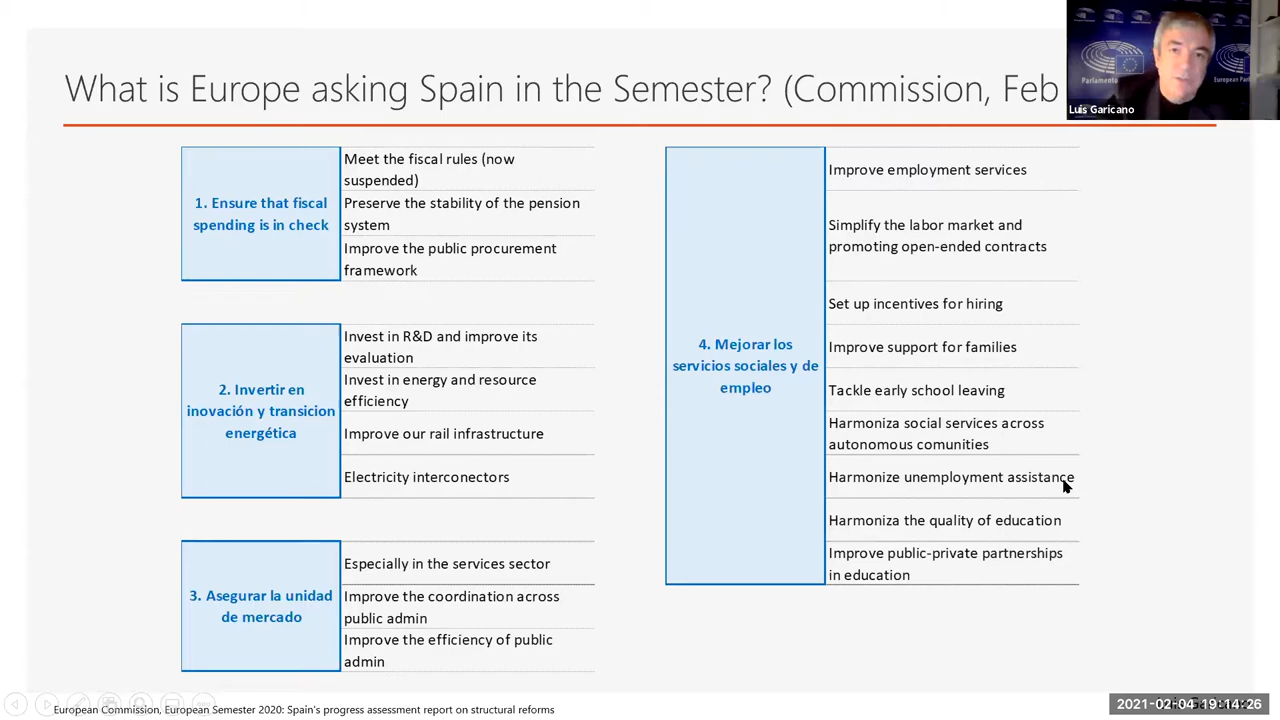 What is Europe asking Spain in the Semester? (Commission, Feb
Parlamento
European Par
Luis Garicano
1. Ensure that fiscal
spending is in check
Meet the fiscal rules (now
suspended)
Preserve the stability of the pension
system
Improve the public procurement
framework
2. Invertir en
inovación y transicion
energética
Invest in R&D and improve its
evaluation
Invest in energy and resource
efficiency
Improve our rail infrastructure
Electricity interconectors
3. Asegurar la unidad
de mercado
Especially in the services sector
Improve the coordination across
public admin
Improve the efficiency of public
admin
4. Mejorar los
servicios sociales y de
empleo
Improve employment services
Simplify the labor market and
promoting open-ended contracts
Set up incentives for hiring
Improve support for families
Tackle early school leaving
Harmoniza social services across
autonomous comunities
Harmonize unemployment assistance
Harmoniza the quality of education
Improve public-private partnerships
in education
European Commission, European Semester 2020: Spain's progress assessment report on structural reforms
2021-02-04 19:14:26